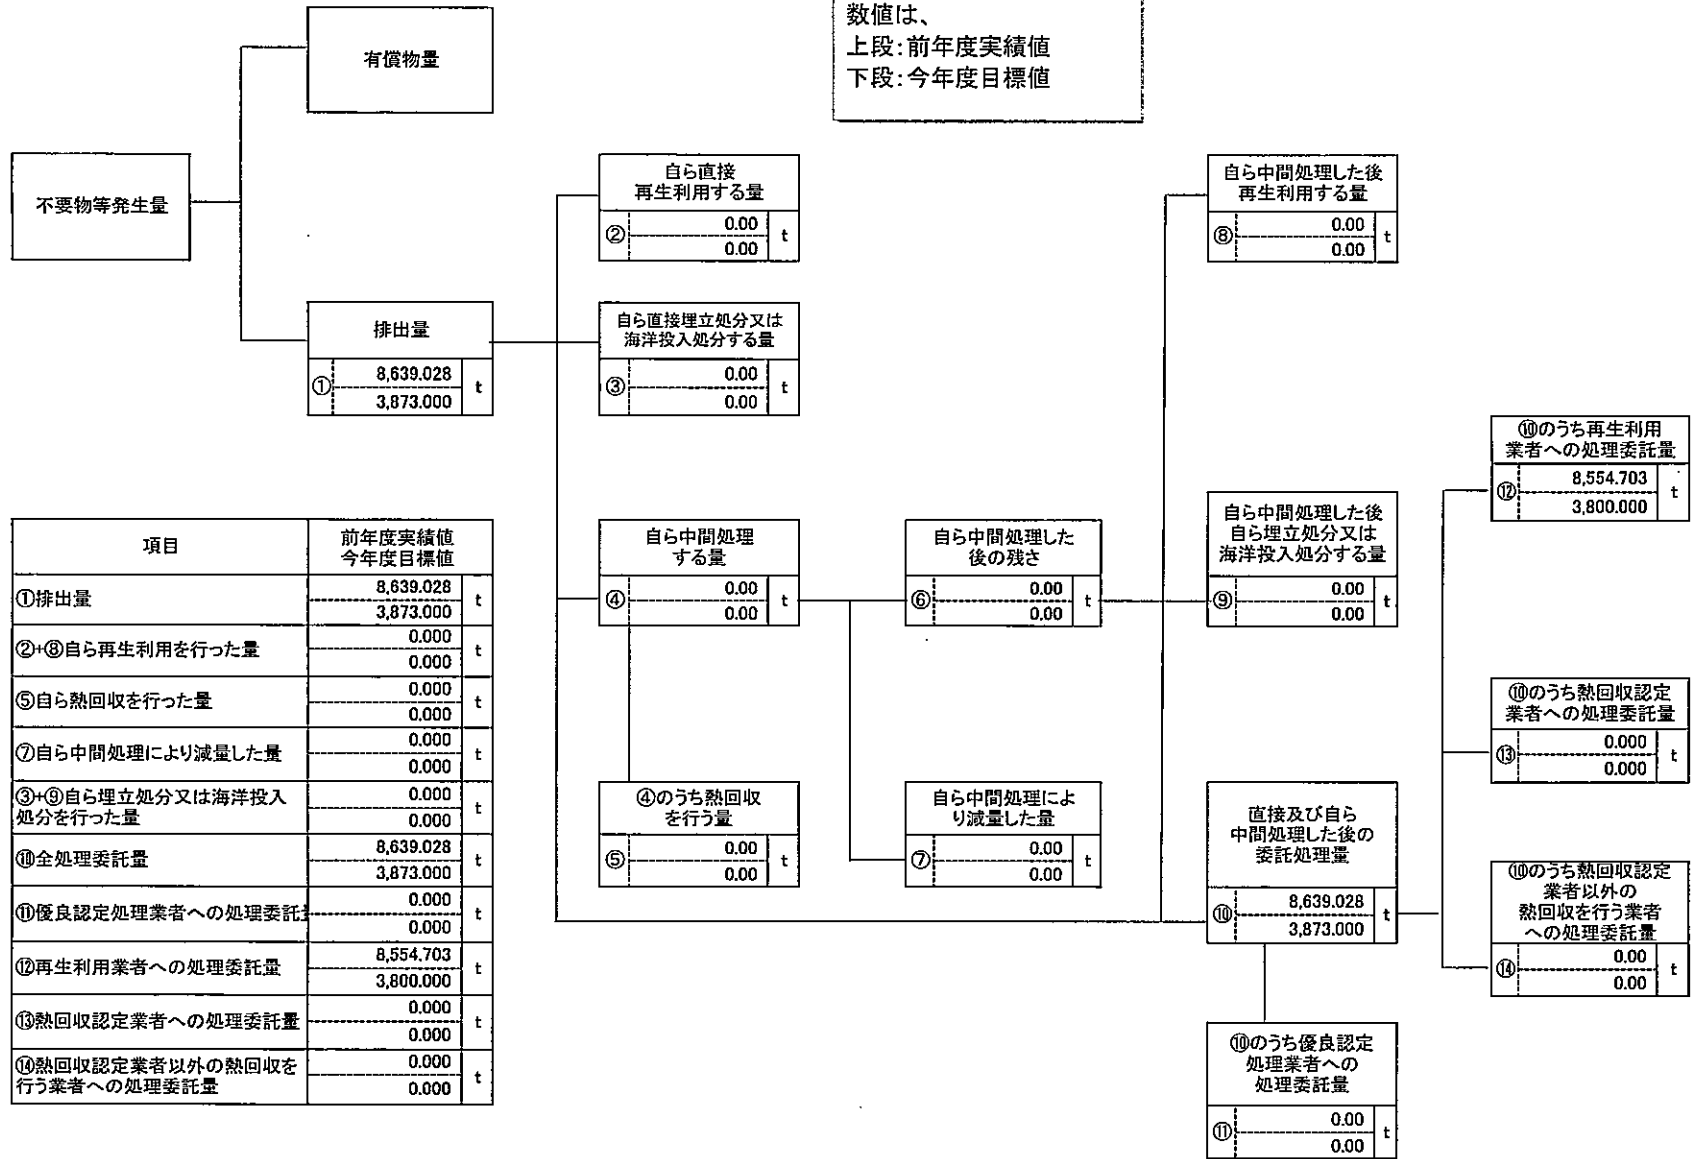 数値は、
上段:前年度実績値
下段:今年度目標値
有償物量
不要物等発生量
排出量
① 8,639.028 t
3,873.000
自ら直接
再生利用する量
② 0.00 t
0.00
自ら直接埋立処分又は
海洋投入処分する量
③ 0.00 t
0.00
自ら中間処理
する量
④ 0.00 t
0.00
④のうち熱回収
を行う量
⑤ 0.00 t
0.00
自ら中間処理した
後の残さ
⑥ 0.00 t
0.00
自ら中間処理によ
り減量した量
⑦ 0.00 t
0.00
自ら中間処理した後
再生利用する量
⑧ 0.00 t
0.00
自ら中間処理した後
自ら埋立処分又は
海洋投入処分する量
⑨ 0.00 t
0.00
直接及び自ら
中間処理した後の
委託処理量
⑩ 8,639.028 t
3,873.000
⑩のうち優良認定
処理業者への
処理委託量
⑪ 0.00 t
0.00
⑩のうち再生利用
業者への処理委託量
⑫ 8,554.703 t
3,800.000
⑩のうち熱回収認定
業者への処理委託量
⑬ 0.000 t
0.000
⑩のうち熱回収認定
業者以外の
熱回収を行う業者
への処理委託量
⑭ 0.00 t
0.00
項目 前年度実績値
今年度目標値
①排出量 8,639.028 t
3,873.000
②+⑧自ら再生利用を行った量 0.000 t
0.000
⑤自ら熱回収を行った量 0.000 t
0.000
⑦自ら中間処理により減量した量 0.000 t
0.000
③+⑨自ら埋立処分又は海洋投入
処分を行った量 0.000 t
0.000
⑩全処理委託量 8,639.028 t
3,873.000
⑪優良認定処理業者への処理委託 0.000 t
0.000
⑫再生利用業者への処理委託量 8,554.703 t
3,800.000
⑬熱回収認定業者への処理委託量 0.000 t
0.000
⑭熱回収認定業者以外の熱回収を
行う業者への処理委託量 0.000 t
0.000